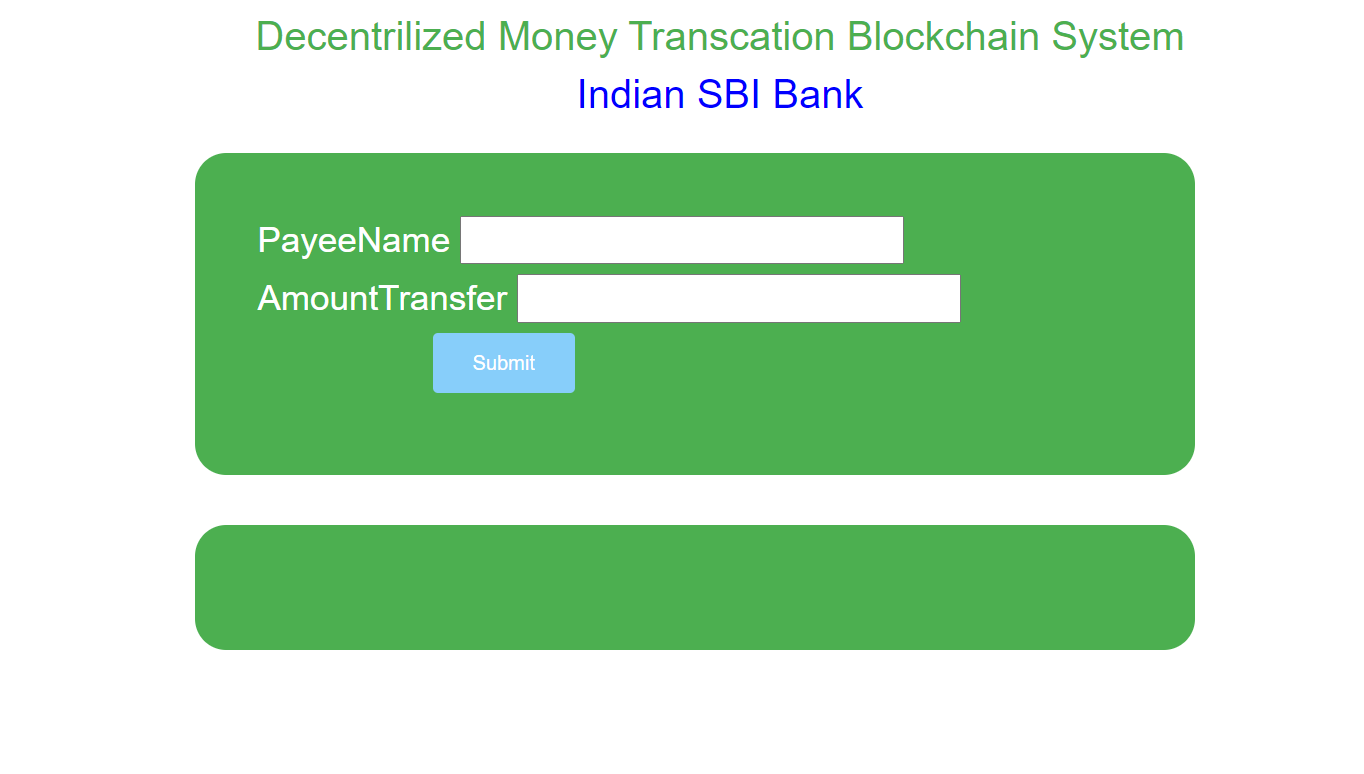 Decentrilized Money Transcation Blockchain System
Indian SBI Bank
PayeeName
AmountTransfer
Submit